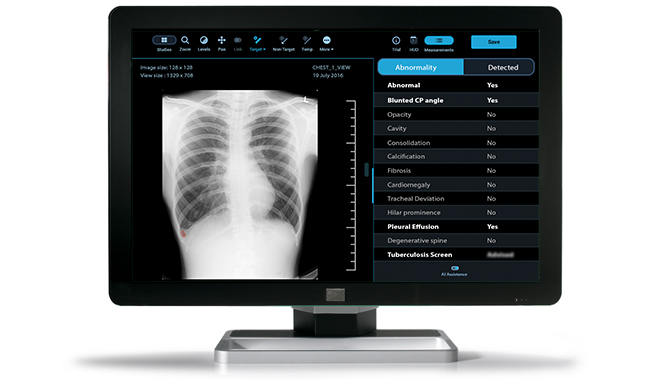 Studies Zoom Levels Pan Link Target Non Target Temp More Trial HUD Measurements Save
Image size: 128 x 128
View size : 1329 x 708
CHEST_1_VIEW
19 July 2016
L
Abnormality Detected
Abnormal Yes
Blunted CP angle Yes
Opacity No
Cavity No
Consolidation No
Calcification No
Fibrosis No
Cardiomegaly No
Tracheal Deviation No
Hilar prominence No
Pleural Effusion Yes
Degenerative spine No
Tuberculosis Screen
AI Assistance